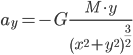 a_y = -G \frac{M \cdot y}{(x^2 + y^2)^{\frac{3}{2}}}